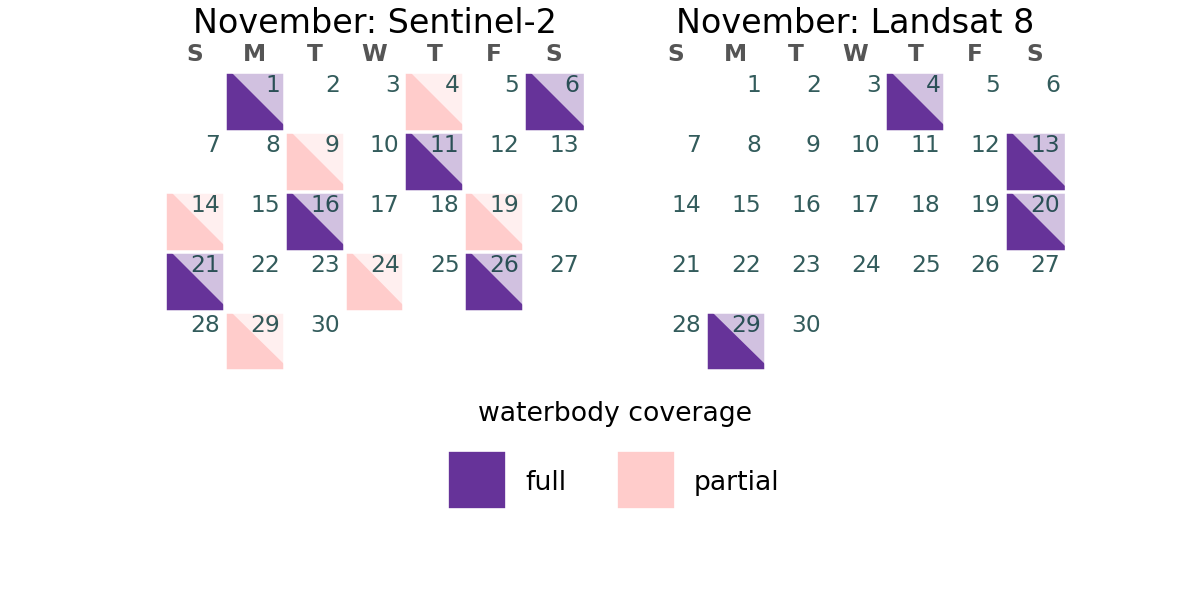 November: Sentinel-2
S M T W T F S
1 2 3 4 5 6
7 8 9 10 11 12 13
14 15 16 17 18 19 20
21 22 23 24 25 26 27
28 29 30
November: Landsat 8
S M T W T F S
1 2 3 4 5 6
7 8 9 10 11 12 13
14 15 16 17 18 19 20
21 22 23 24 25 26 27
28 29 30
waterbody coverage
full partial